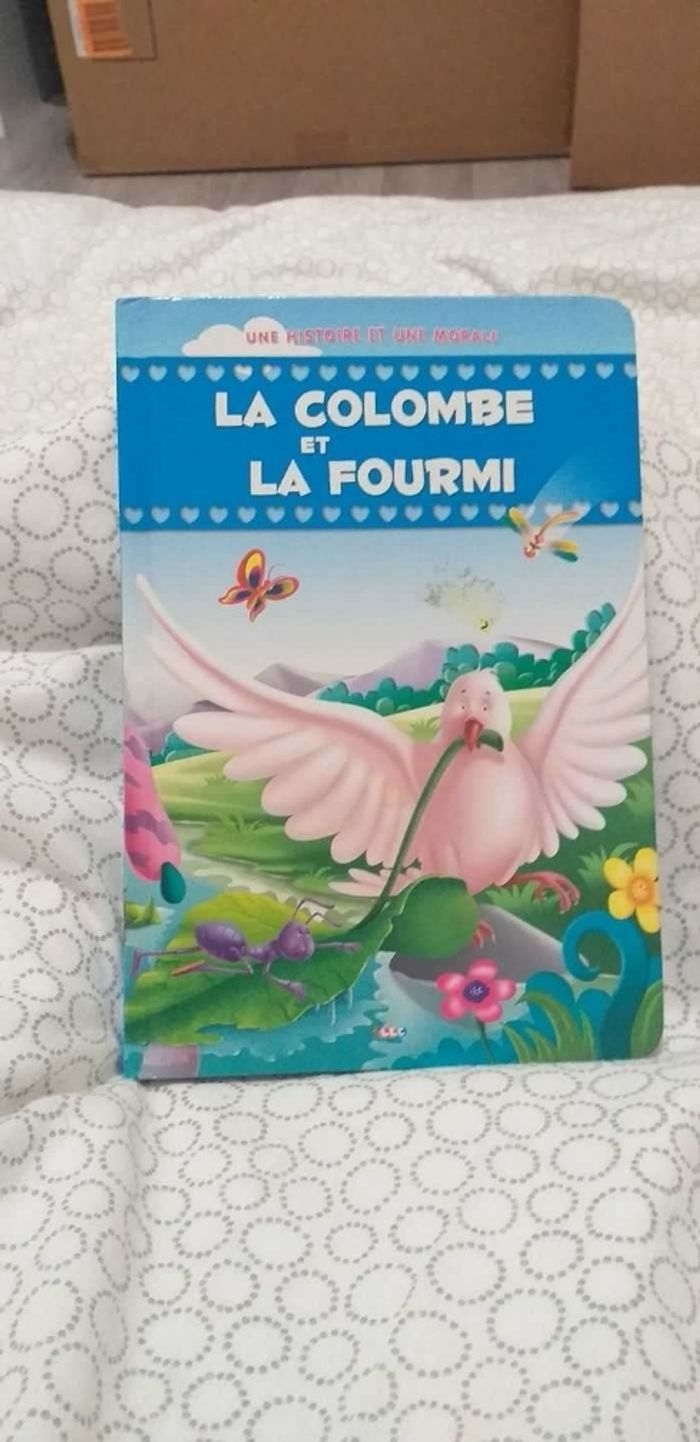 UNE HISTOIRE ET UNE MORALE
LA COLOMBE
ET
LA FOURMI